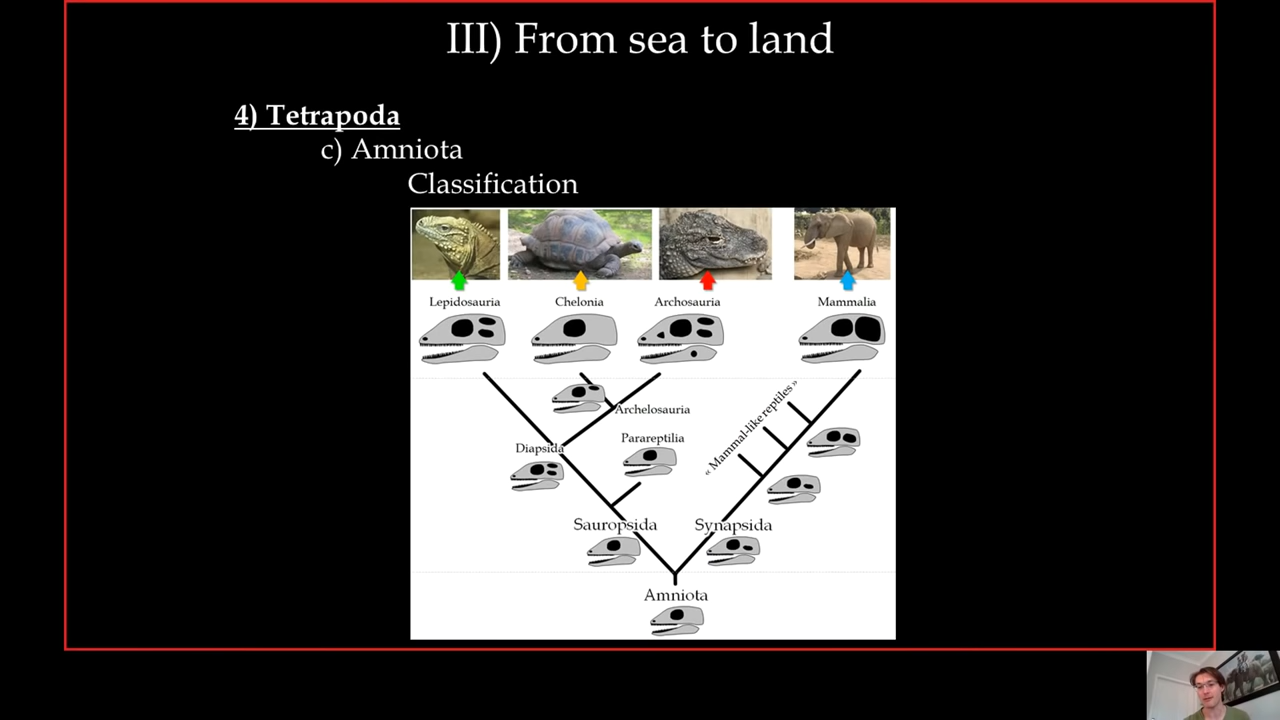 III) From sea to land
4) Tetrapoda
c) Amniota
Classification
Lepidosauria
Chelonia
Archosauria
Mammalia
Archelosauria
« Mammal-like reptiles »
Parareptilia
Diapsida
Sauropsida
Synapsida
Amniota